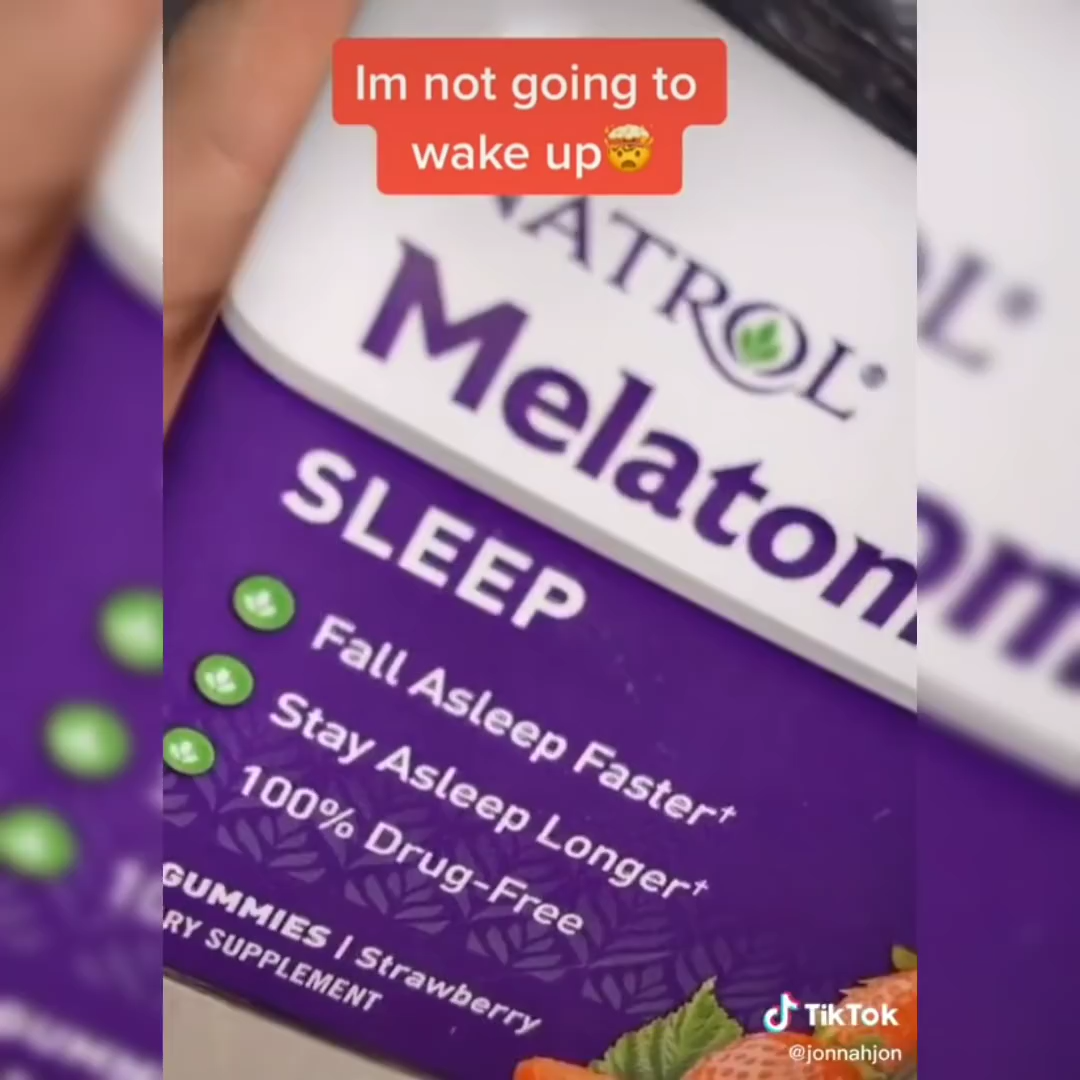 Im not going to
wake up🤯
NATROL®
Melaton
SLEEP
Fall Asleep Faster†
Stay Asleep Longer†
100% Drug-Free
GUMMIES | Strawberry
RY SUPPLEMENT
TikTok
@jonnahjon